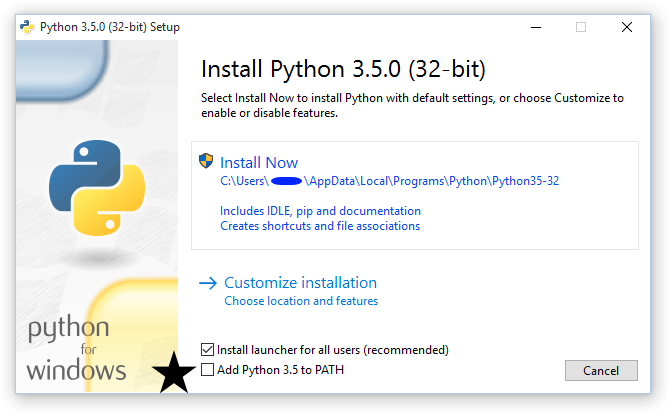 Python 3.5.0 (32-bit) Setup
Install Python 3.5.0 (32-bit)
Select Install Now to install Python with default settings, or choose Customize to
enable or disable features.
Install Now
C:\Users\ \AppData\Local\Programs\Python\Python35-32
Includes IDLE, pip and documentation
Creates shortcuts and file associations
Customize installation
Choose location and features
python
for
windows
Install launcher for all users (recommended)
Add Python 3.5 to PATH
Cancel